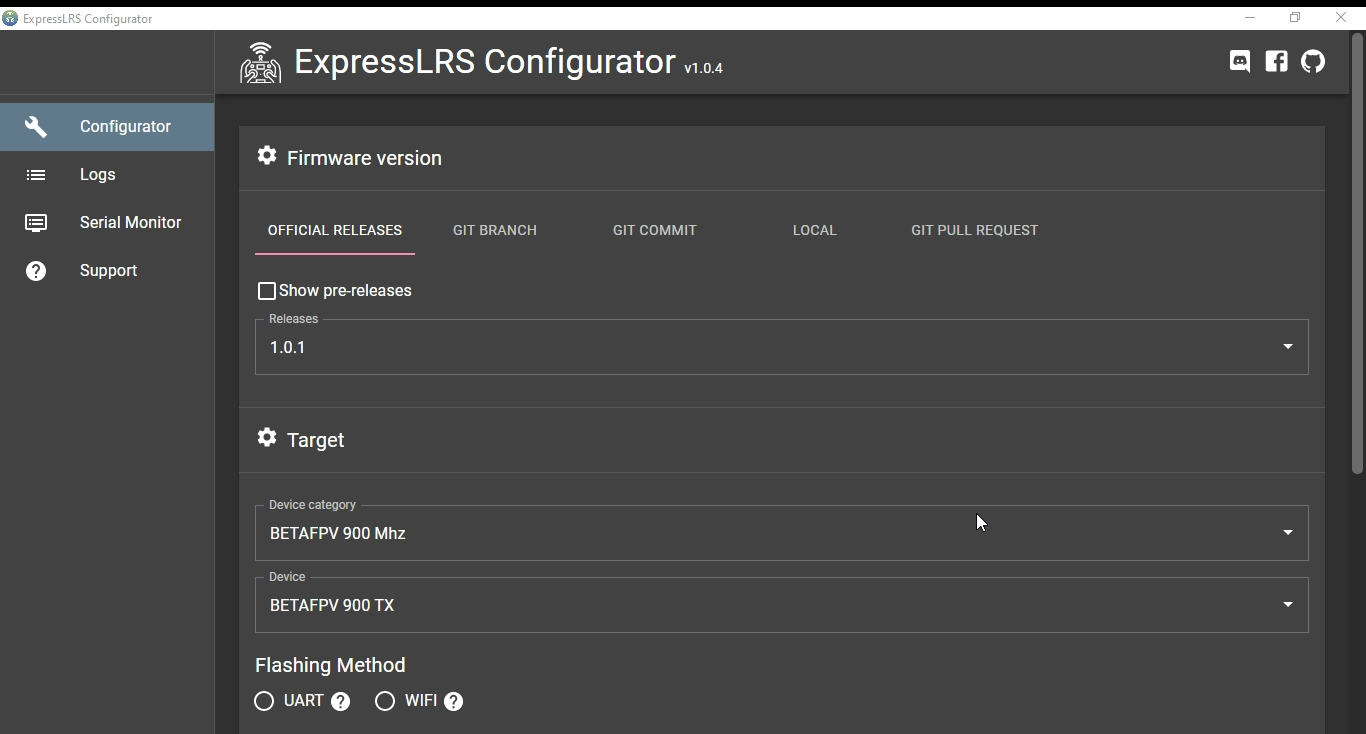 ExpressLRS Configurator
ExpressLRS Configurator v1.0.4
Configurator
Logs
Serial Monitor
Support
Firmware version
OFFICIAL RELEASES GIT BRANCH GIT COMMIT LOCAL GIT PULL REQUEST
Show pre-releases
Releases
1.0.1
Target
Device category
BETAFPV 900 Mhz
Device
BETAFPV 900 TX
Flashing Method
UART ? WIFI ?